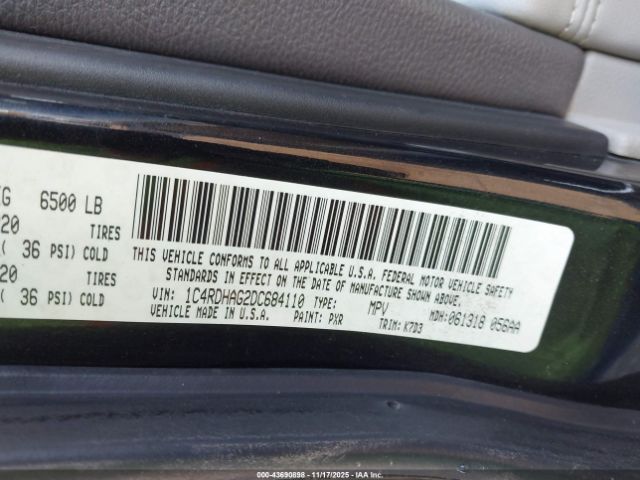 KG 6500 LB
20 TIRES
( 36 PSI) COLD
20 TIRES
( 36 PSI) COLD
THIS VEHICLE CONFORMS TO ALL APPLICABLE U.S.A. FEDERAL MOTOR VEHICLE SAFETY
STANDARDS IN EFFECT ON THE DATE OF MANUFACTURE SHOWN ABOVE.
VIN: 1C4RDHAG2DC684110 TYPE: MPV MDH:061318 056AA
VEHICLE MADE IN U.S.A. PAINT: PXR TRIM: K7D3
000-43690898 - 11/17/2025 - IAA Inc.